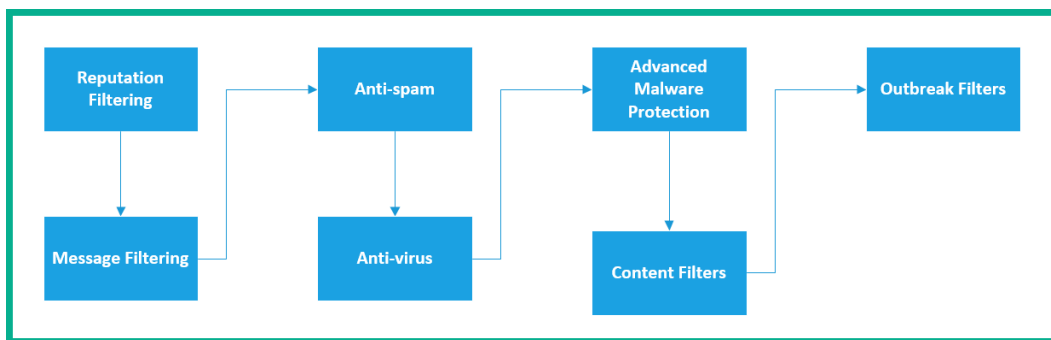 Reputation
Filtering
Message Filtering
Anti-spam
Anti-virus
Advanced
Malware
Protection
Content Filters
Outbreak Filters